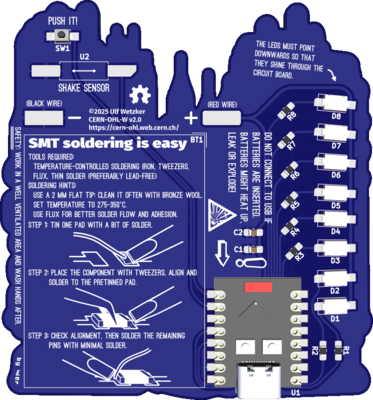 PUSH IT!
SW1
U2
SHAKE SENSOR
THE LEDS MUST POINT
DOWNWARDS SO THAT
THEY SHINE THROUGH THE
CIRCUIT BOARD.
(BLACK WIRE)
(RED WIRE)
©2025 Ulf Wetzker
CERN-OHL-W v2.0
https://cern-ohl.web.cern.ch/
SMT soldering is easy
BT1
TOOLS REQUIRED:
TEMPERATURE-CONTROLLED SOLDERING IRON, TWEEZERS,
FLUX, THIN SOLDER (PREFERABLY LEAD-FREE)
SOLDERING HINTS:
USE A 2 MM FLAT TIP; CLEAN IT OFTEN WITH BRONZE WOOL.
SET TEMPERATURE TO 275-350°C.
USE FLUX FOR BETTER SOLDER FLOW AND ADHESION.
STEP 1: TIN ONE PAD WITH A BIT OF SOLDER.
STEP 2: PLACE THE COMPONENT WITH TWEEZERS, ALIGN AND
SOLDER TO THE PRETINNED PAD.
STEP 3: CHECK ALIGNMENT, THEN SOLDER THE REMAINING
PINS WITH MINIMAL SOLDER.
SAFETY: WORK IN A WELL VENTILATED AREA AND WASH HANDS AFTER.
DO NOT CONNECT TO USB IF
BATTERIES ARE INSERTED.
BATTERIES MIGHT HEAT UP,
LEAK OR EXPLODE!
C2
C1
R8
R7
R6
R5
R4
R3
D8
D7
D6
D5
D4
D3
D2
D1
R2
R1
U1